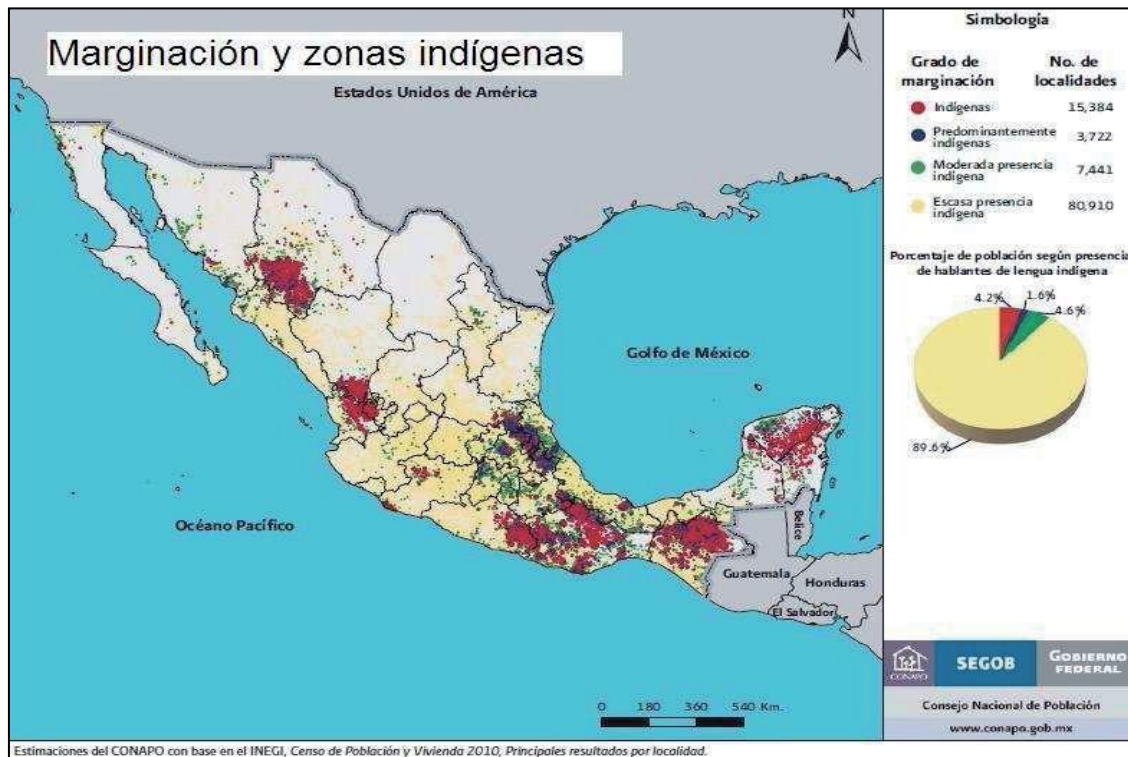 Marginación y zonas indígenas
Estados Unidos de América
Golfo de México
Océano Pacífico
Belice
Guatemala
Honduras
El Salvador
N
0 180 360 540 Km.
Simbología
Grado de marginación
No. de localidades
Indígenas 15,384
Predominantemente indígenas 3,722
Moderada presencia indígena 7,441
Escasa presencia indígena 80,910
Porcentaje de población según presencia
de hablantes de lengua indígena
4.2%
1.6%
4.6%
89.6%
CONAPO
SEGOB
GOBIERNO
FEDERAL
Consejo Nacional de Población
www.conapo.gob.mx
Estimaciones del CONAPO con base en el INEGI, Censo de Población y Vivienda 2010, Principales resultados por localidad.